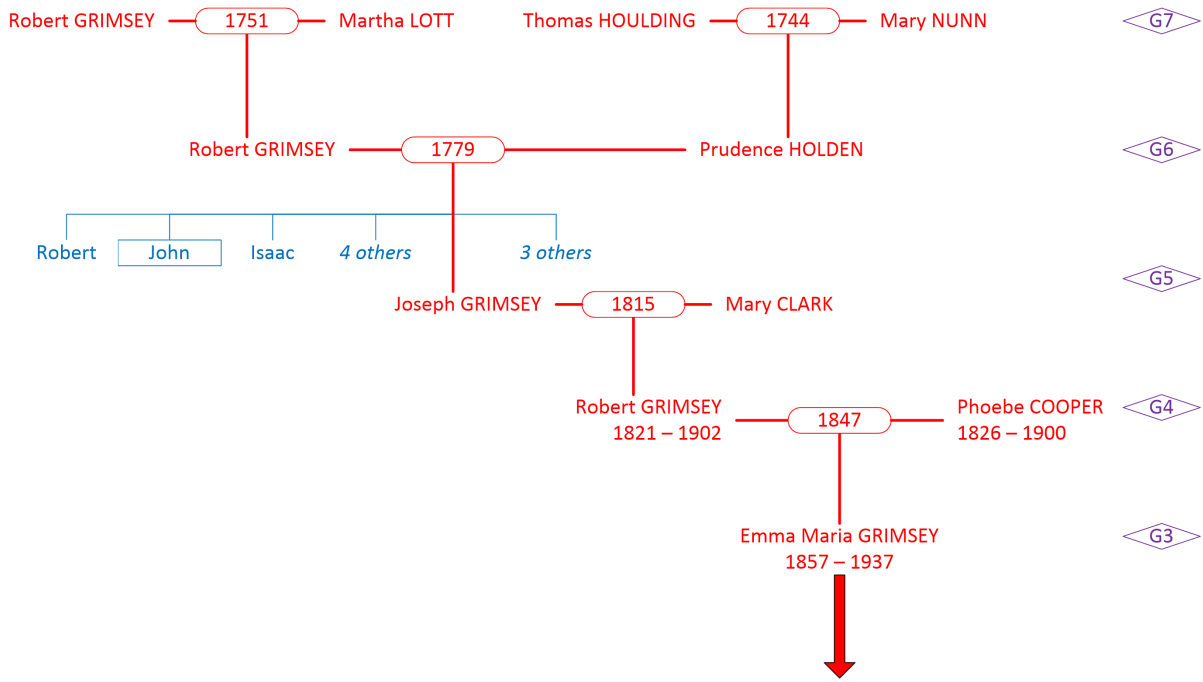 Robert GRIMSEY 1751 Martha LOTT Thomas HOULDING 1744 Mary NUNN G7
Robert GRIMSEY 1779 Prudence HOLDEN G6
Robert John Isaac 4 others 3 others
G5
Joseph GRIMSEY 1815 Mary CLARK
Robert GRIMSEY Phoebe COOPER G4
1847
1821 – 1902 1826 – 1900
Emma Maria GRIMSEY G3
1857 – 1937